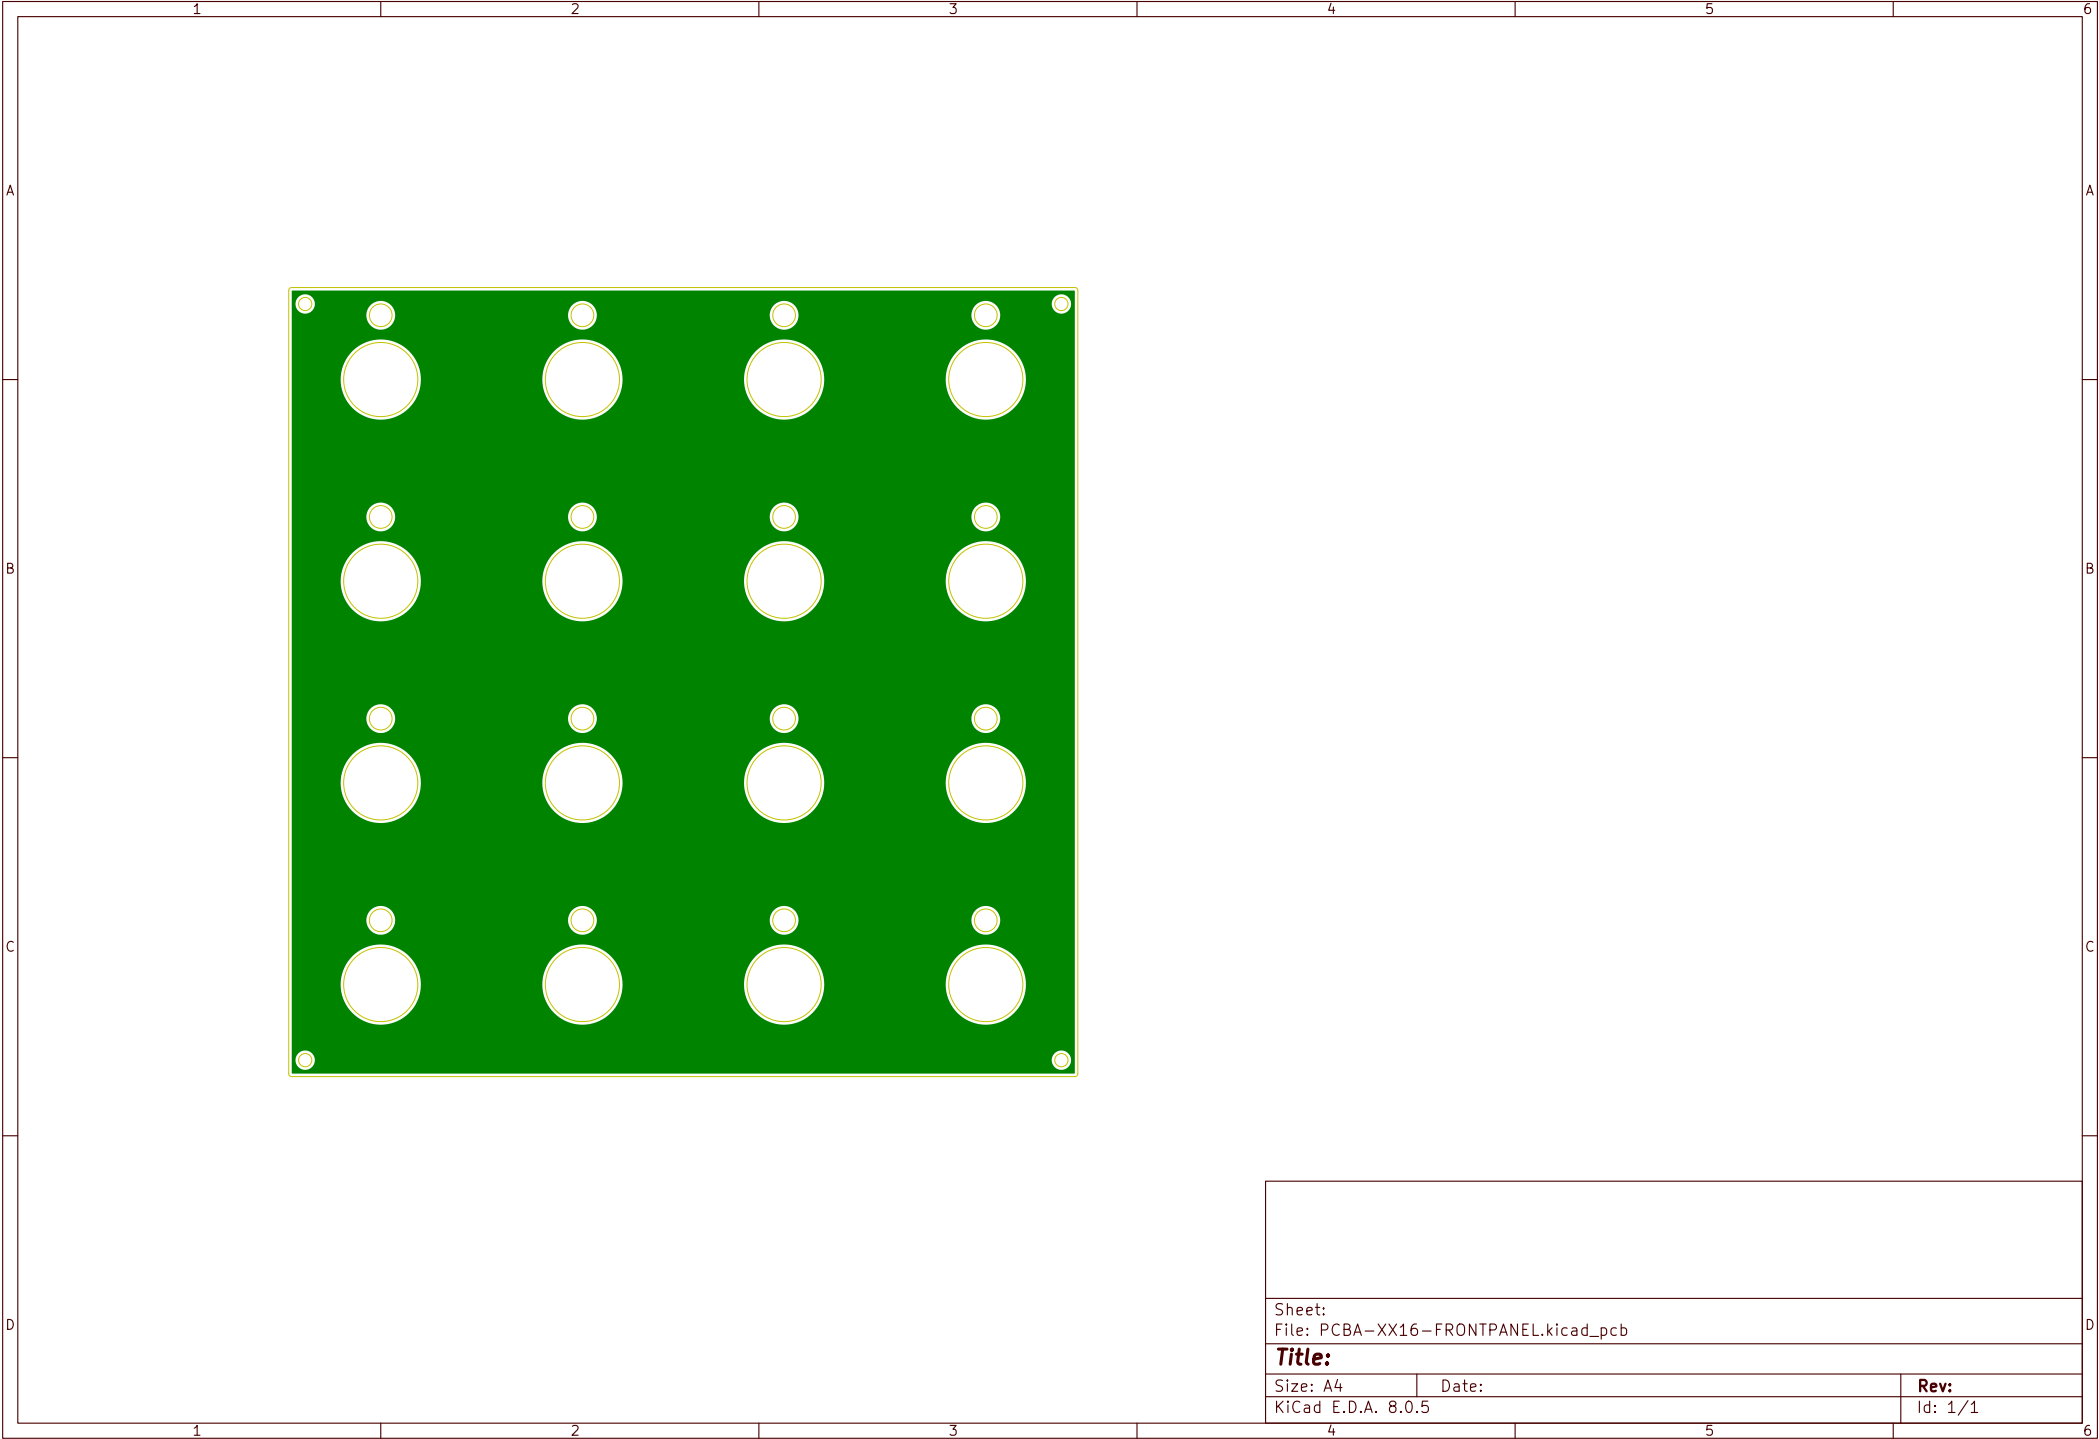 1 2 3 4 5 6
A A
B B
C C
D D
Sheet:
File: PCBA-XX16-FRONTPANEL.kicad_pcb
Title:
Size: A4 Date: Rev:
KiCad E.D.A. 8.0.5 Id: 1/1
1 2 3 4 5 6